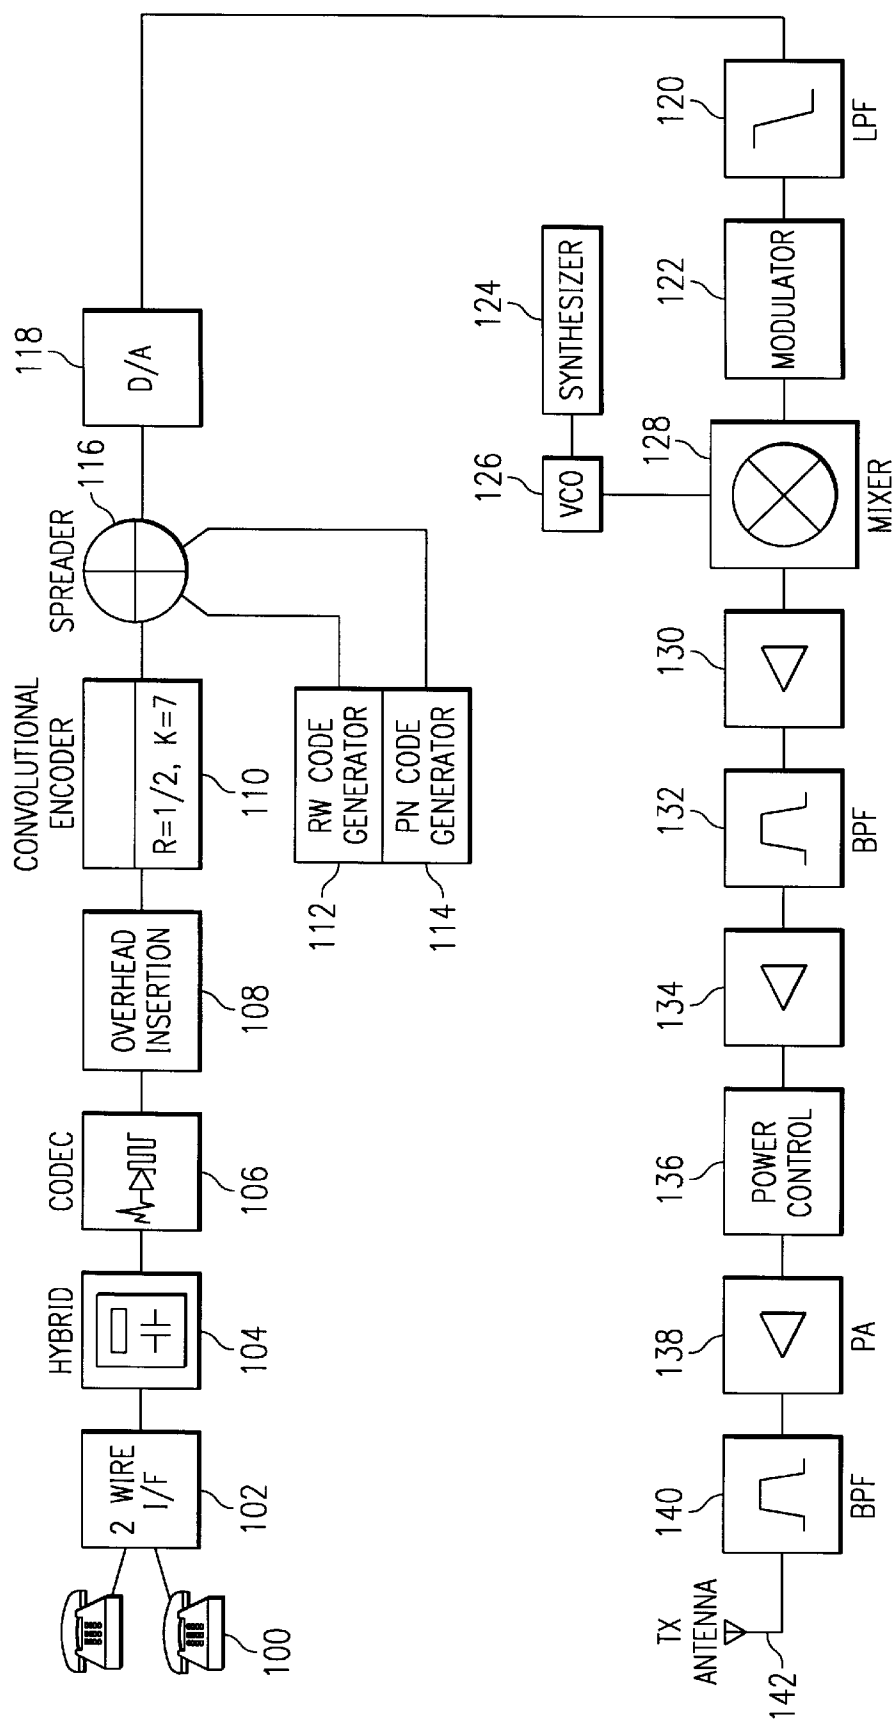 100
2 WIRE
I/F
102
HYBRID
104
CODEC
106
OVERHEAD
INSERTION
108
CONVOLUTIONAL
ENCODER
R=1/2, K=7
110
RW CODE
GENERATOR
112
PN CODE
GENERATOR
114
SPREADER
116
D/A
118
120
LPF
MODULATOR
122
SYNTHESIZER
124
VCO
126
128
MIXER
130
132
BPF
134
POWER
CONTROL
136
138
PA
140
BPF
TX
ANTENNA
142